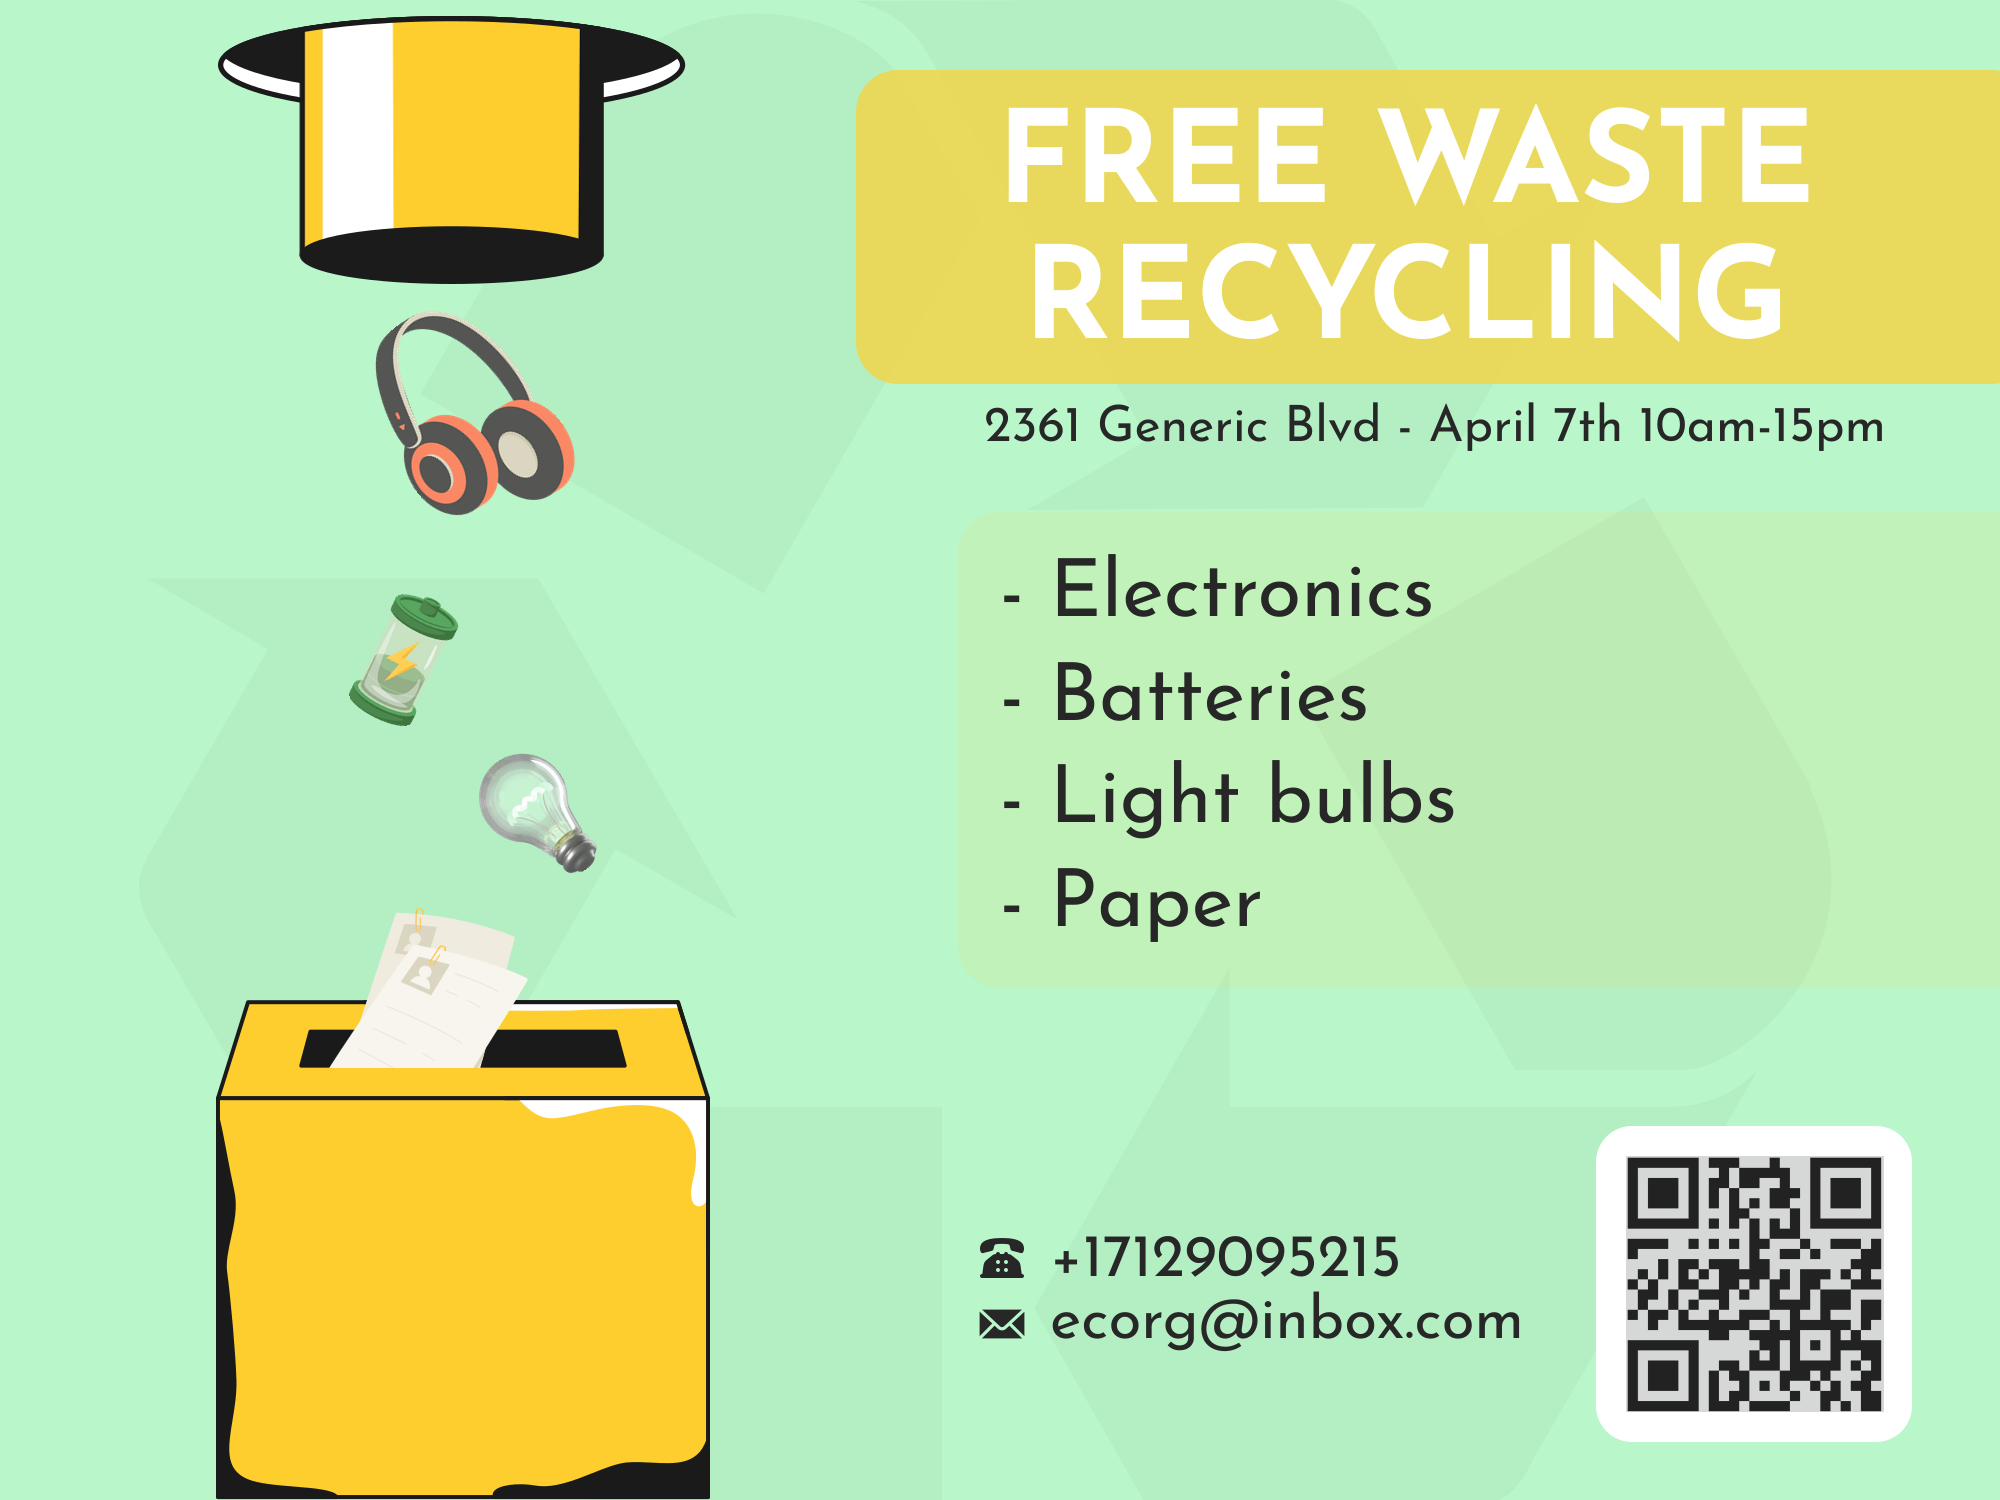 FREE WASTE
RECYCLING
2361 Generic Blvd - April 7th 10am-15pm
- Electronics
- Batteries
- Light bulbs
- Paper
+17129095215
ecorg@inbox.com